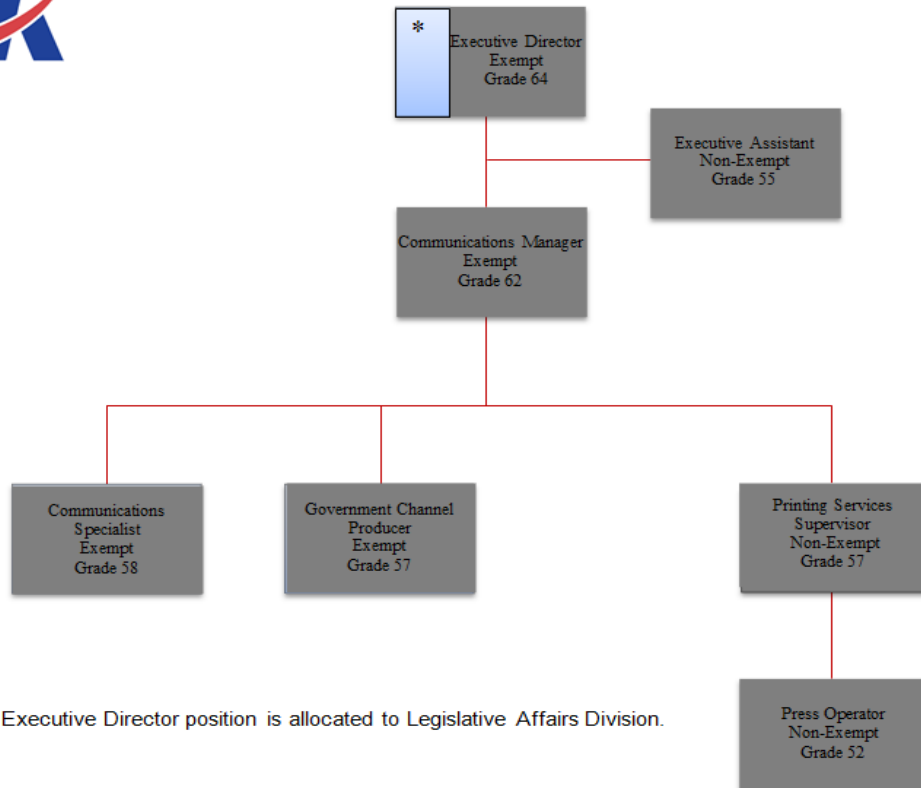 *
Executive Director
Exempt
Grade 64
Executive Assistant
Non-Exempt
Grade 55
Communications Manager
Exempt
Grade 62
Communications
Specialist
Exempt
Grade 58
Government Channel
Producer
Exempt
Grade 57
Printing Services
Supervisor
Non-Exempt
Grade 57
Press Operator
Non-Exempt
Grade 52
Executive Director position is allocated to Legislative Affairs Division.